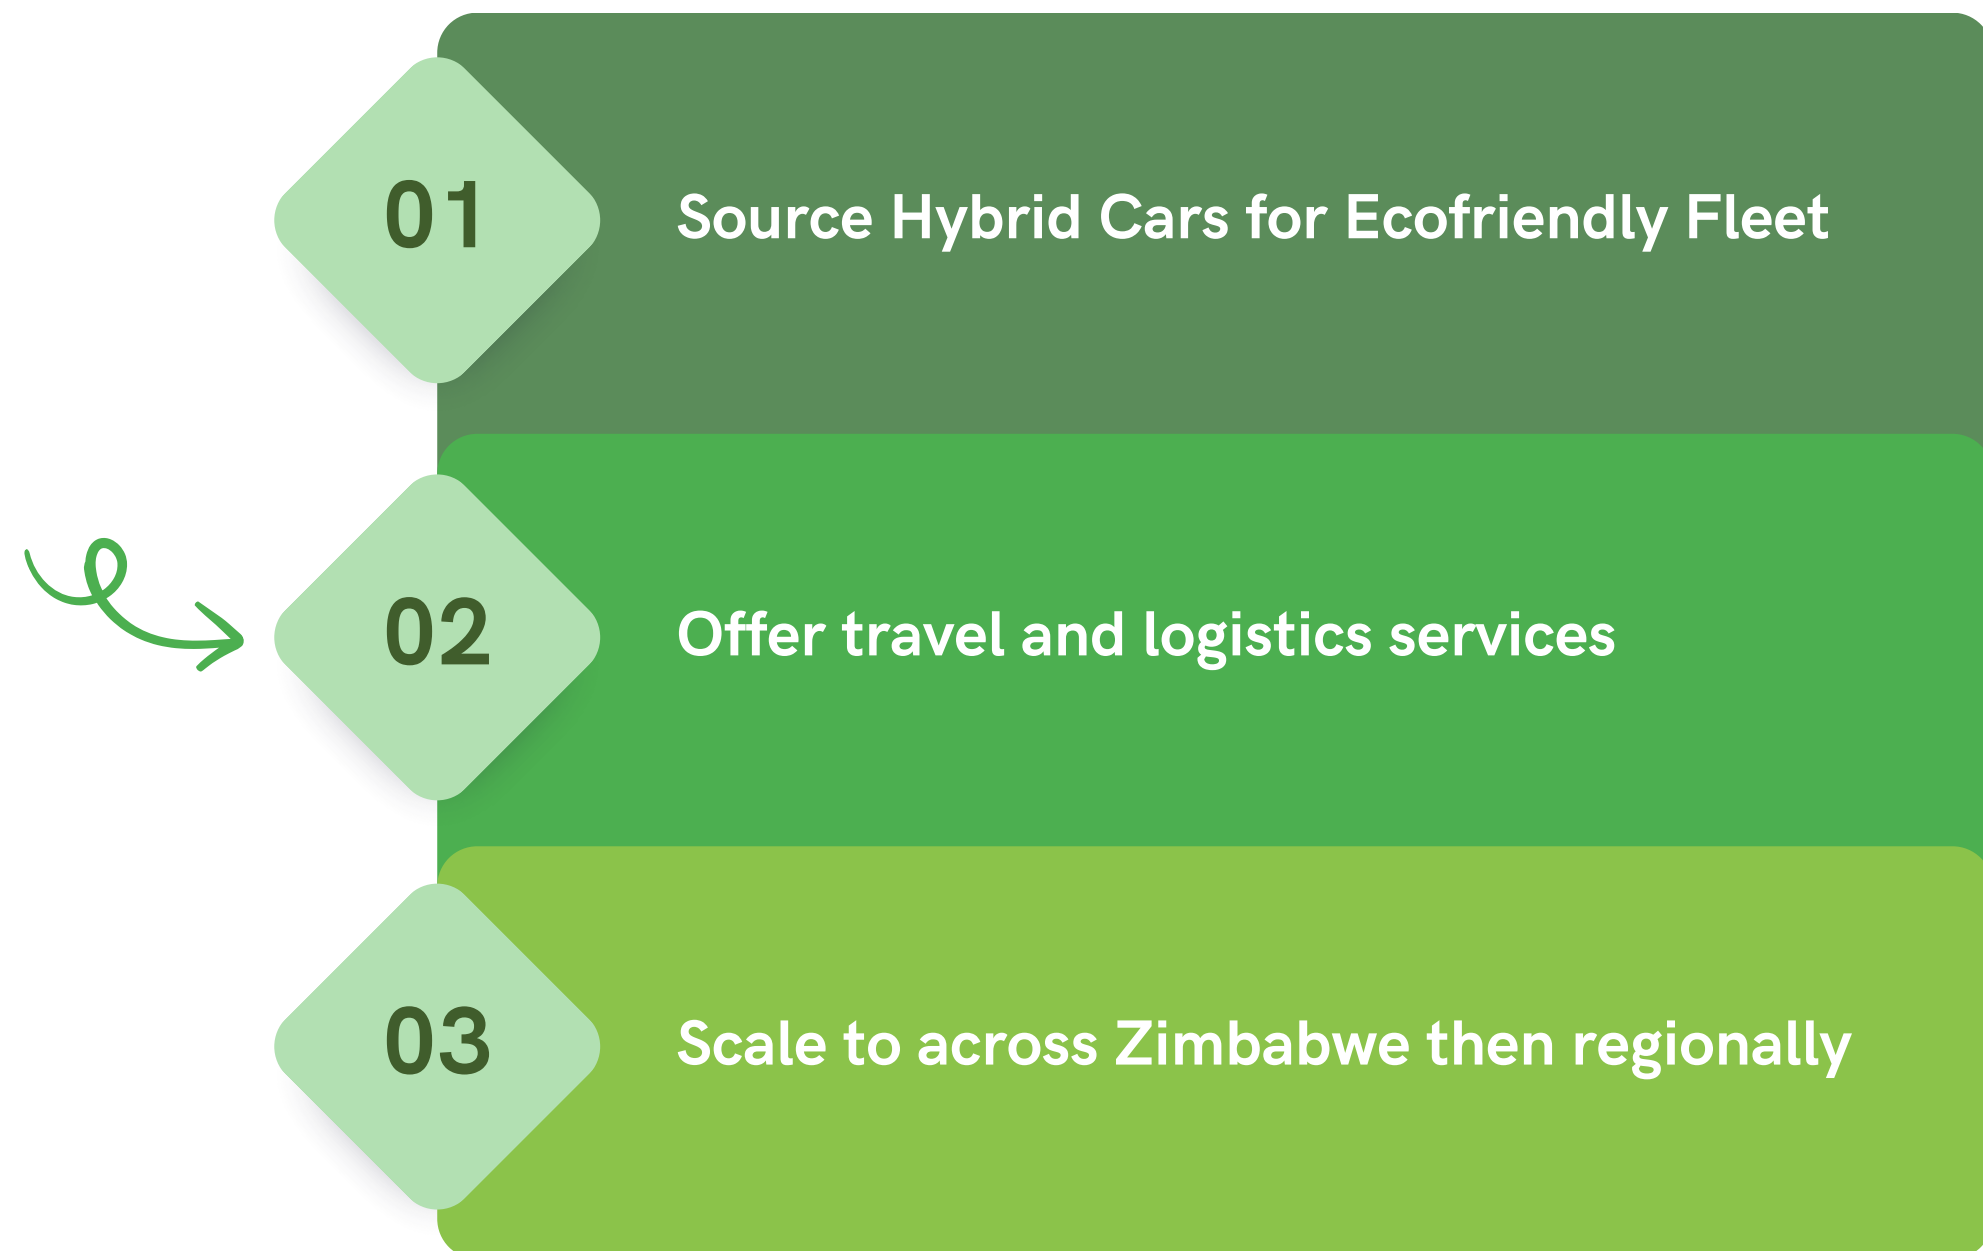 01
Source Hybrid Cars for Ecofriendly Fleet
02
Offer travel and logistics services
03
Scale to across Zimbabwe then regionally